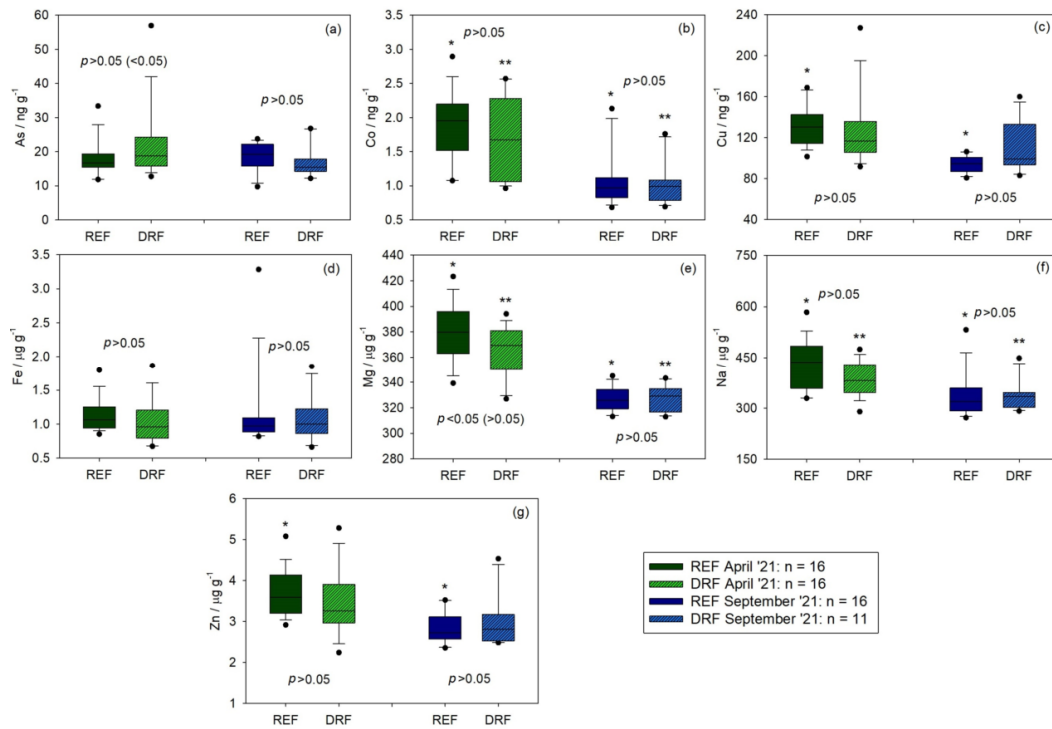 (a)
As / ng g-1
60
50
40
30
20
10
0
p>0.05 (<0.05)
p>0.05
REF DRF REF DRF
(b)
Co / ng g-1
3.5
3.0
2.5
2.0
1.5
1.0
0.5
p>0.05
* **
p>0.05
* **
REF DRF REF DRF
(c)
Cu / ng g-1
240
200
160
120
80
40
*
*
p>0.05 p>0.05
REF DRF REF DRF
(d)
Fe / µg g-1
3.5
3.0
2.5
2.0
1.5
1.0
0.5
p>0.05 p>0.05
REF DRF REF DRF
(e)
Mg / µg g-1
440
420
400
380
360
340
320
300
280
* **
* **
p<0.05 (>0.05)
p>0.05
REF DRF REF DRF
(f)
Na / µg g-1
750
600
450
300
150
p>0.05
* **
p>0.05
* **
REF DRF REF DRF
(g)
Zn / µg g-1
6
5
4
3
2
1
*
*
p>0.05 p>0.05
REF DRF REF DRF
REF April '21: n = 16
DRF April '21: n = 16
REF September '21: n = 16
DRF September '21: n = 11